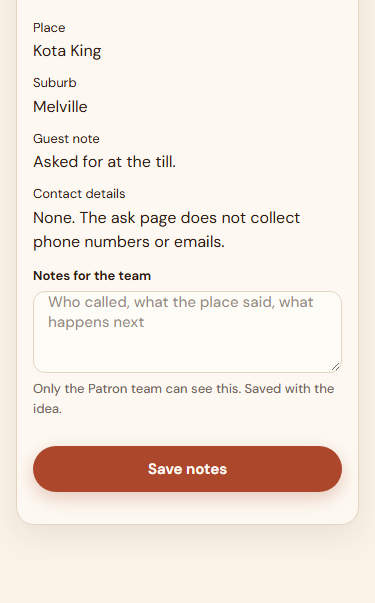 Place
Kota King
Suburb
Melville
Guest note
Asked for at the till.
Contact details
None. The ask page does not collect
phone numbers or emails.
Notes for the team
Who called, what the place said, what
happens next
Only the Patron team can see this. Saved with the
idea.
Save notes